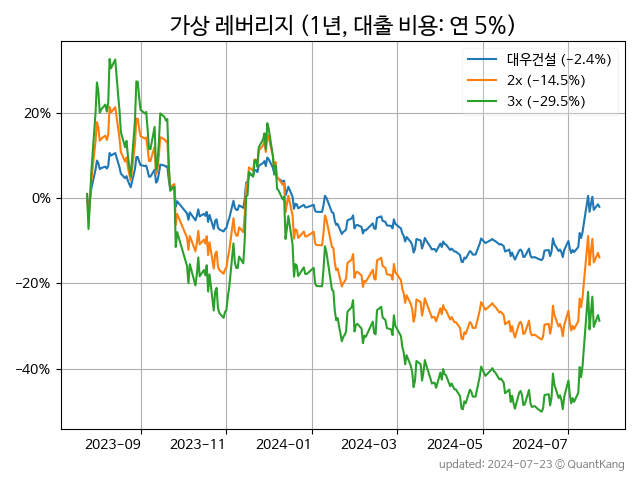 가상 레버리지 (1년, 대출 비용: 연 5%)
대우건설 (−2.4%)
2x (−14.5%)
3x (−29.5%)
20%
0%
−20%
−40%
2023-09 2023-11 2024-01 2024-03 2024-05 2024-07
updated: 2024-07-23 © QuantKang